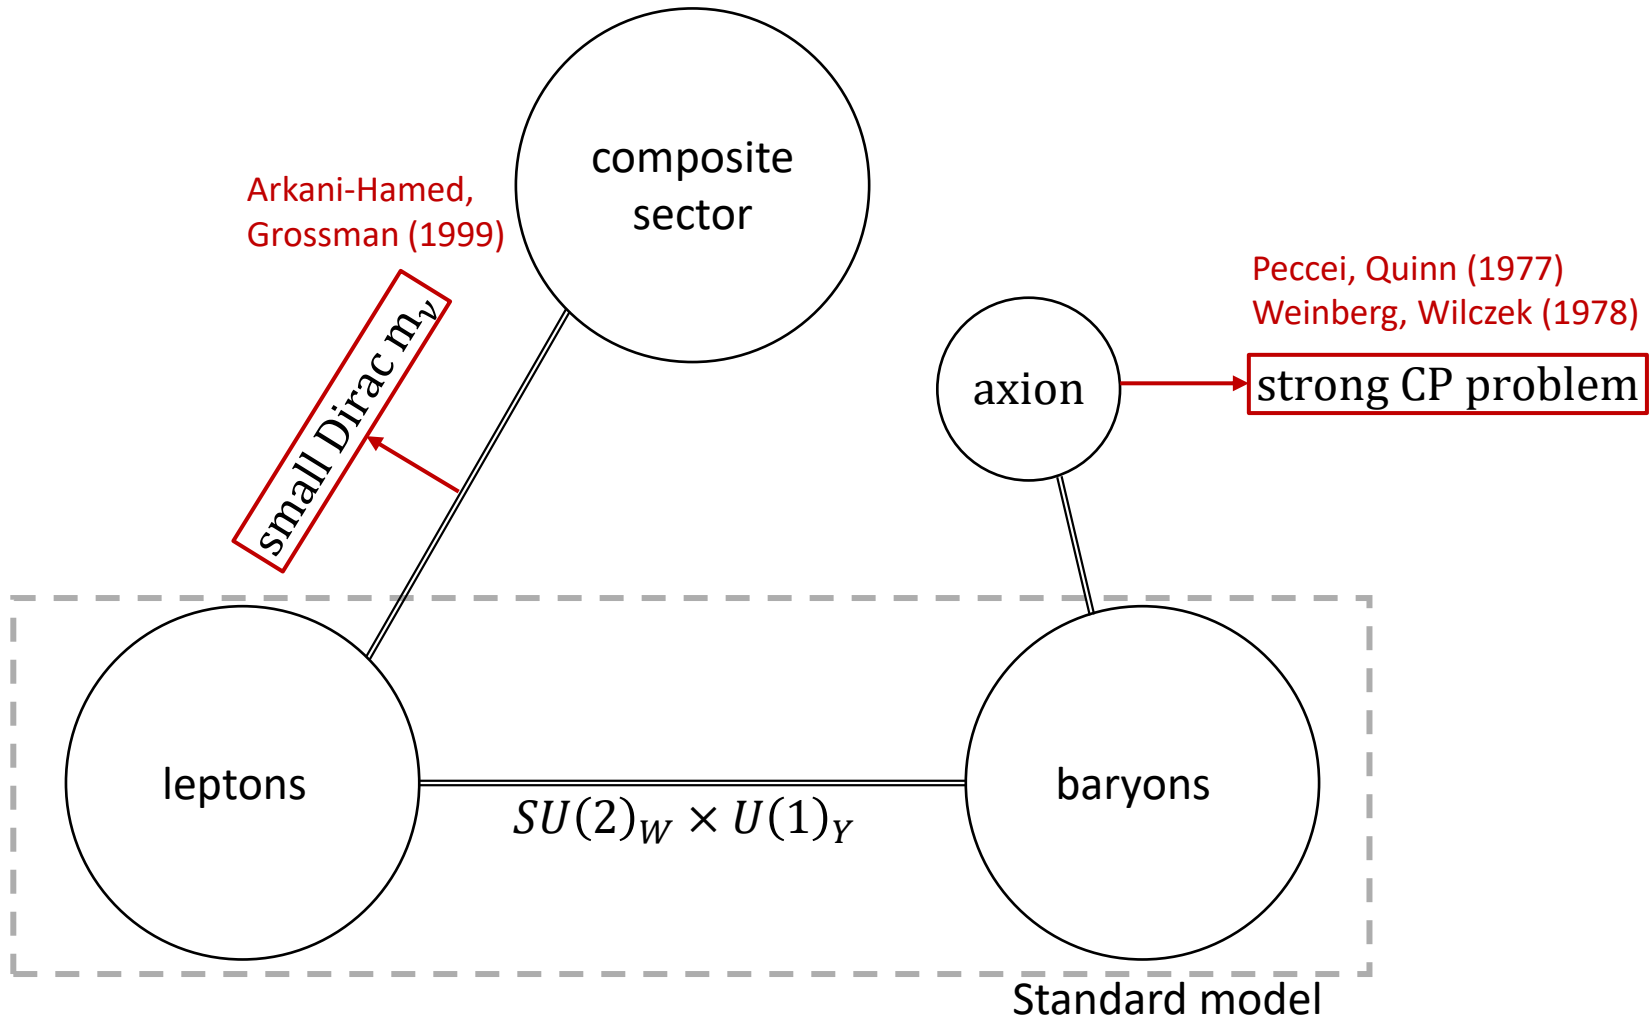 composite
sector
Arkani-Hamed,
Grossman (1999)
small Dirac mᵥ
Peccei, Quinn (1977)
Weinberg, Wilczek (1978)
axion
strong CP problem
leptons
baryons
SU(2)_W × U(1)_Y
Standard model